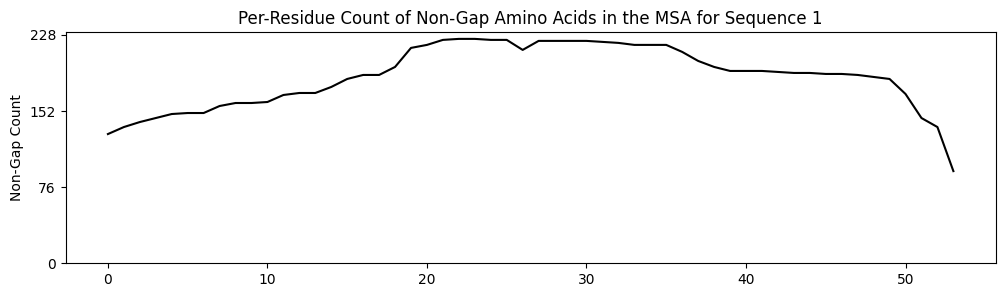 Per-Residue Count of Non-Gap Amino Acids in the MSA for Sequence 1
Non-Gap Count
228
152
76
0
0 10 20 30 40 50